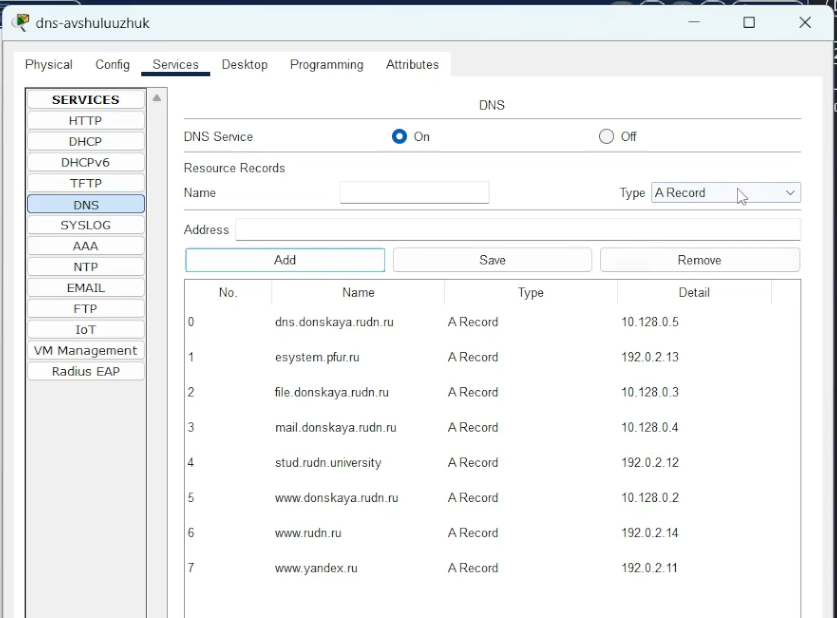 dns-avshuluuzhuk
Physical Config Services Desktop Programming Attributes
SERVICES
HTTP
DHCP
DHCPv6
TFTP
DNS
SYSLOG
AAA
NTP
EMAIL
FTP
IoT
VM Management
Radius EAP
DNS
DNS Service On Off
Resource Records
Name Type A Record
Address
Add Save Remove
No. Name Type Detail
0 dns.donskaya.rudn.ru A Record 10.128.0.5
1 esystem.pfur.ru A Record 192.0.2.13
2 file.donskaya.rudn.ru A Record 10.128.0.3
3 mail.donskaya.rudn.ru A Record 10.128.0.4
4 stud.rudn.university A Record 192.0.2.12
5 www.donskaya.rudn.ru A Record 10.128.0.2
6 www.rudn.ru A Record 192.0.2.14
7 www.yandex.ru A Record 192.0.2.11